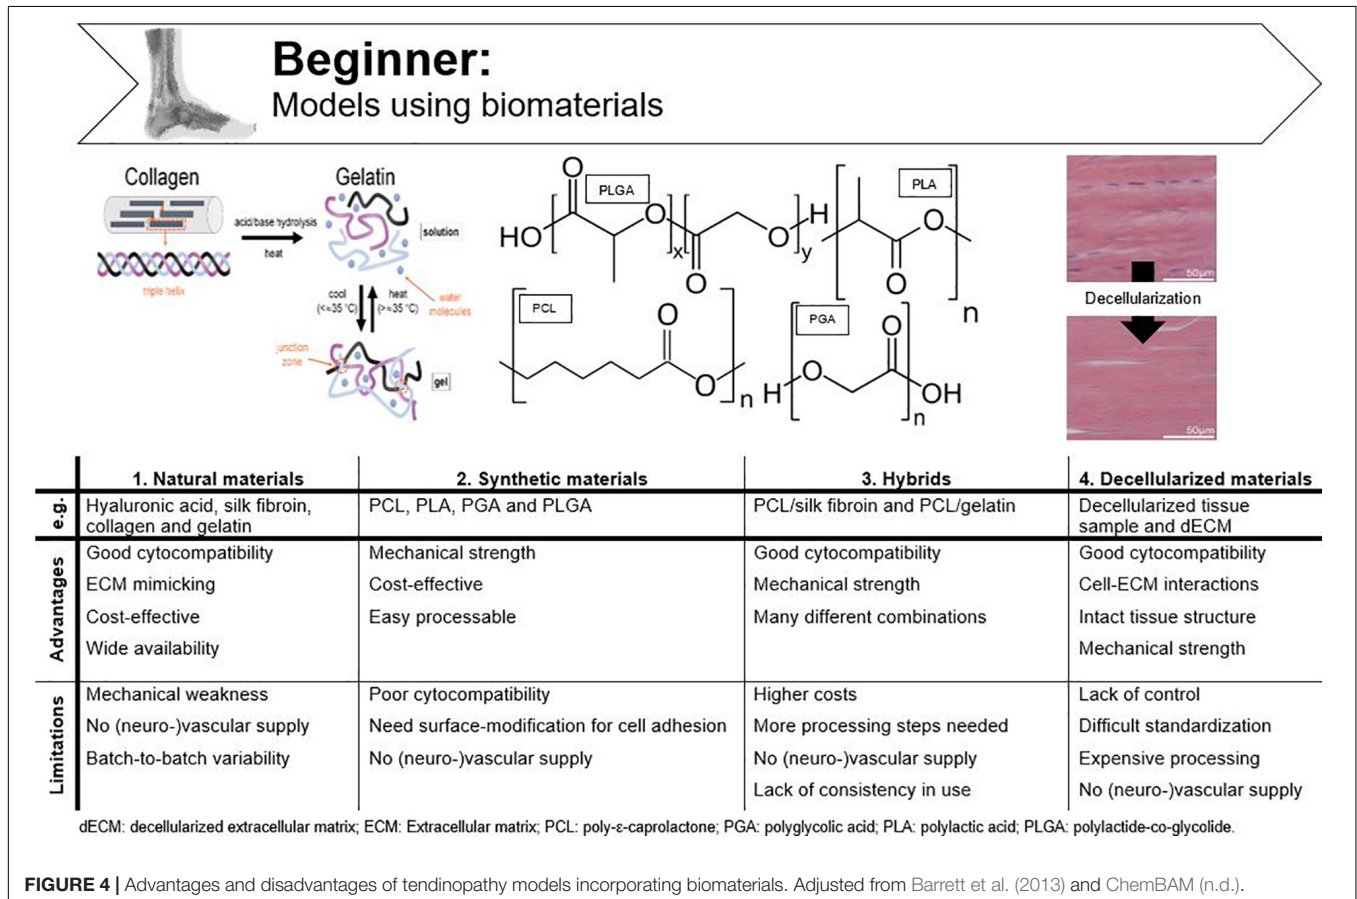 Beginner:
Models using biomaterials
Collagen
acid/base hydrolysis
heat
triple helix
Gelatin
solution
cool
(<≈35 °C)
heat
(>≈35 °C)
water
molecules
junction
zone
gel
PLGA
O
HO
O
x
O
O
y
H
PLA
O
O
n
PCL
O
O
n
PGA
H
O
O
OH
n
50µm
Decellularization
50µm
1. Natural materials
2. Synthetic materials
3. Hybrids
4. Decellularized materials
e.g.
Hyaluronic acid, silk fibroin,
collagen and gelatin
PCL, PLA, PGA and PLGA
PCL/silk fibroin and PCL/gelatin
Decellularized tissue
sample and dECM
Advantages
Good cytocompatibility
ECM mimicking
Cost-effective
Wide availability
Mechanical strength
Cost-effective
Easy processable
Good cytocompatibility
Mechanical strength
Many different combinations
Good cytocompatibility
Cell-ECM interactions
Intact tissue structure
Mechanical strength
Limitations
Mechanical weakness
No (neuro-)vascular supply
Batch-to-batch variability
Poor cytocompatibility
Need surface-modification for cell adhesion
No (neuro-)vascular supply
Higher costs
More processing steps needed
No (neuro-)vascular supply
Lack of consistency in use
Lack of control
Difficult standardization
Expensive processing
No (neuro-)vascular supply
dECM: decellularized extracellular matrix; ECM: Extracellular matrix; PCL: poly-ε-caprolactone; PGA: polyglycolic acid; PLA: polylactic acid; PLGA: polylactide-co-glycolide.
FIGURE 4 | Advantages and disadvantages of tendinopathy models incorporating biomaterials. Adjusted from Barrett et al. (2013) and ChemBAM (n.d.).